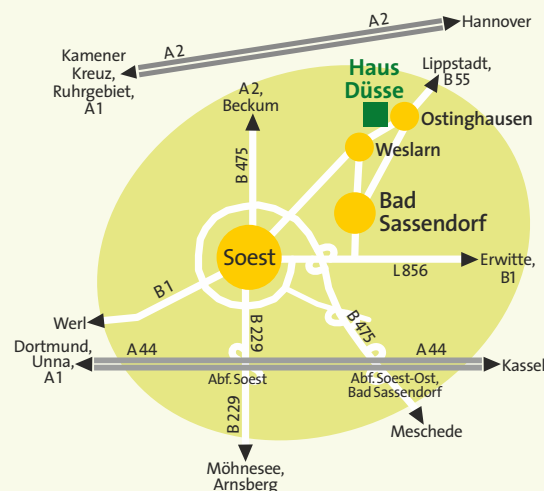 A 2
Hannover
A 2
Kamener
Kreuz,
Ruhrgebiet,
A 1
Lippstadt,
B 55
Haus
Düsse
A 2,
Beckum
Ostinghausen
Weslarn
B 475
Bad
Sassendorf
Soest
Erwitte,
B1
L 856
B 1
Werl
B 229
B 475
Dortmund,
Unna,
A 1
A 44
A 44
Kassel
Abf. Soest
Abf. Soest-Ost,
Bad Sassendorf
B 229
Meschede
Möhnesee,
Arnsberg